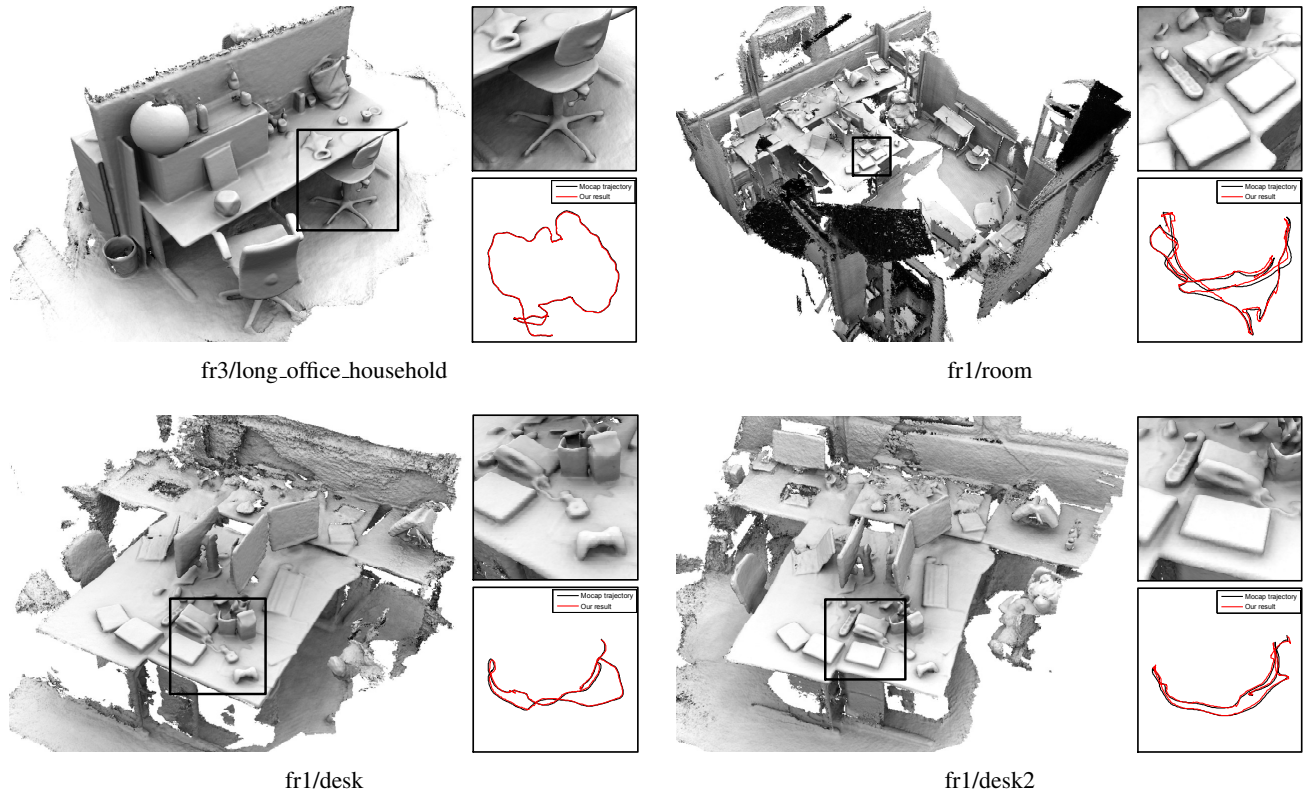 Mocap trajectory
Our result
Mocap trajectory
Our result
fr3/long_office_household
fr1/room
Mocap trajectory
Our result
Mocap trajectory
Our result
fr1/desk
fr1/desk2